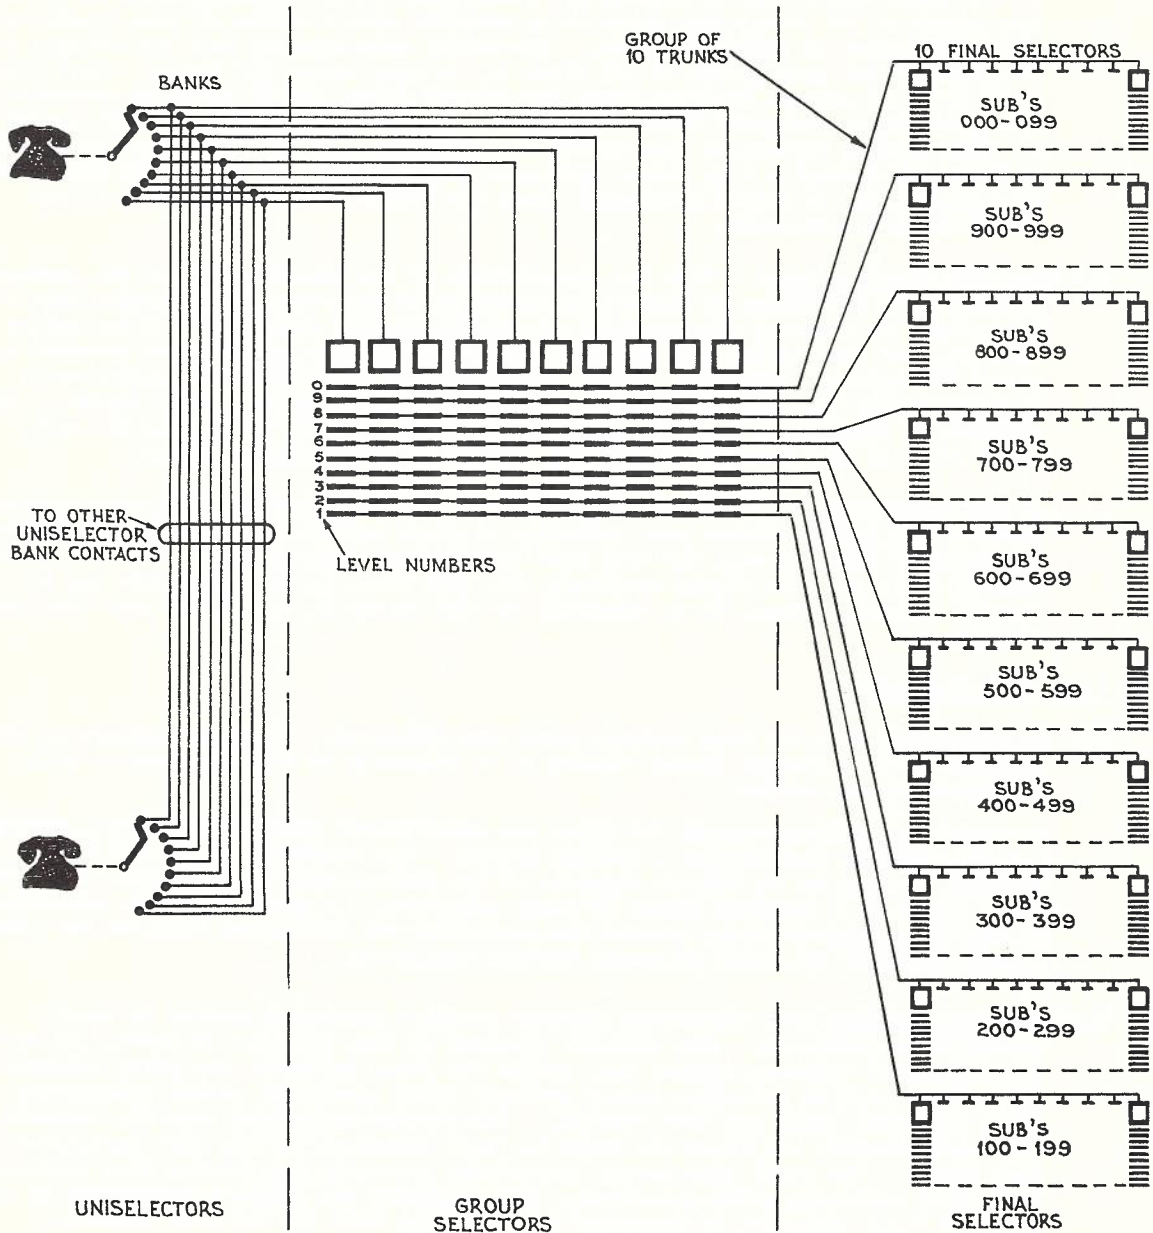 GROUP OF
10 TRUNKS
10 FINAL SELECTORS
BANKS
SUB'S
000-099
SUB'S
900-999
SUB'S
800-899
0
9
8
7
6
5
4
3
2
1
SUB'S
700-799
TO OTHER
UNISELECTOR
BANK CONTACTS
LEVEL NUMBERS
SUB'S
600-699
SUB'S
500-599
SUB'S
400-499
SUB'S
300-399
SUB'S
200-299
SUB'S
100-199
UNISELECTORS
GROUP
SELECTORS
FINAL
SELECTORS